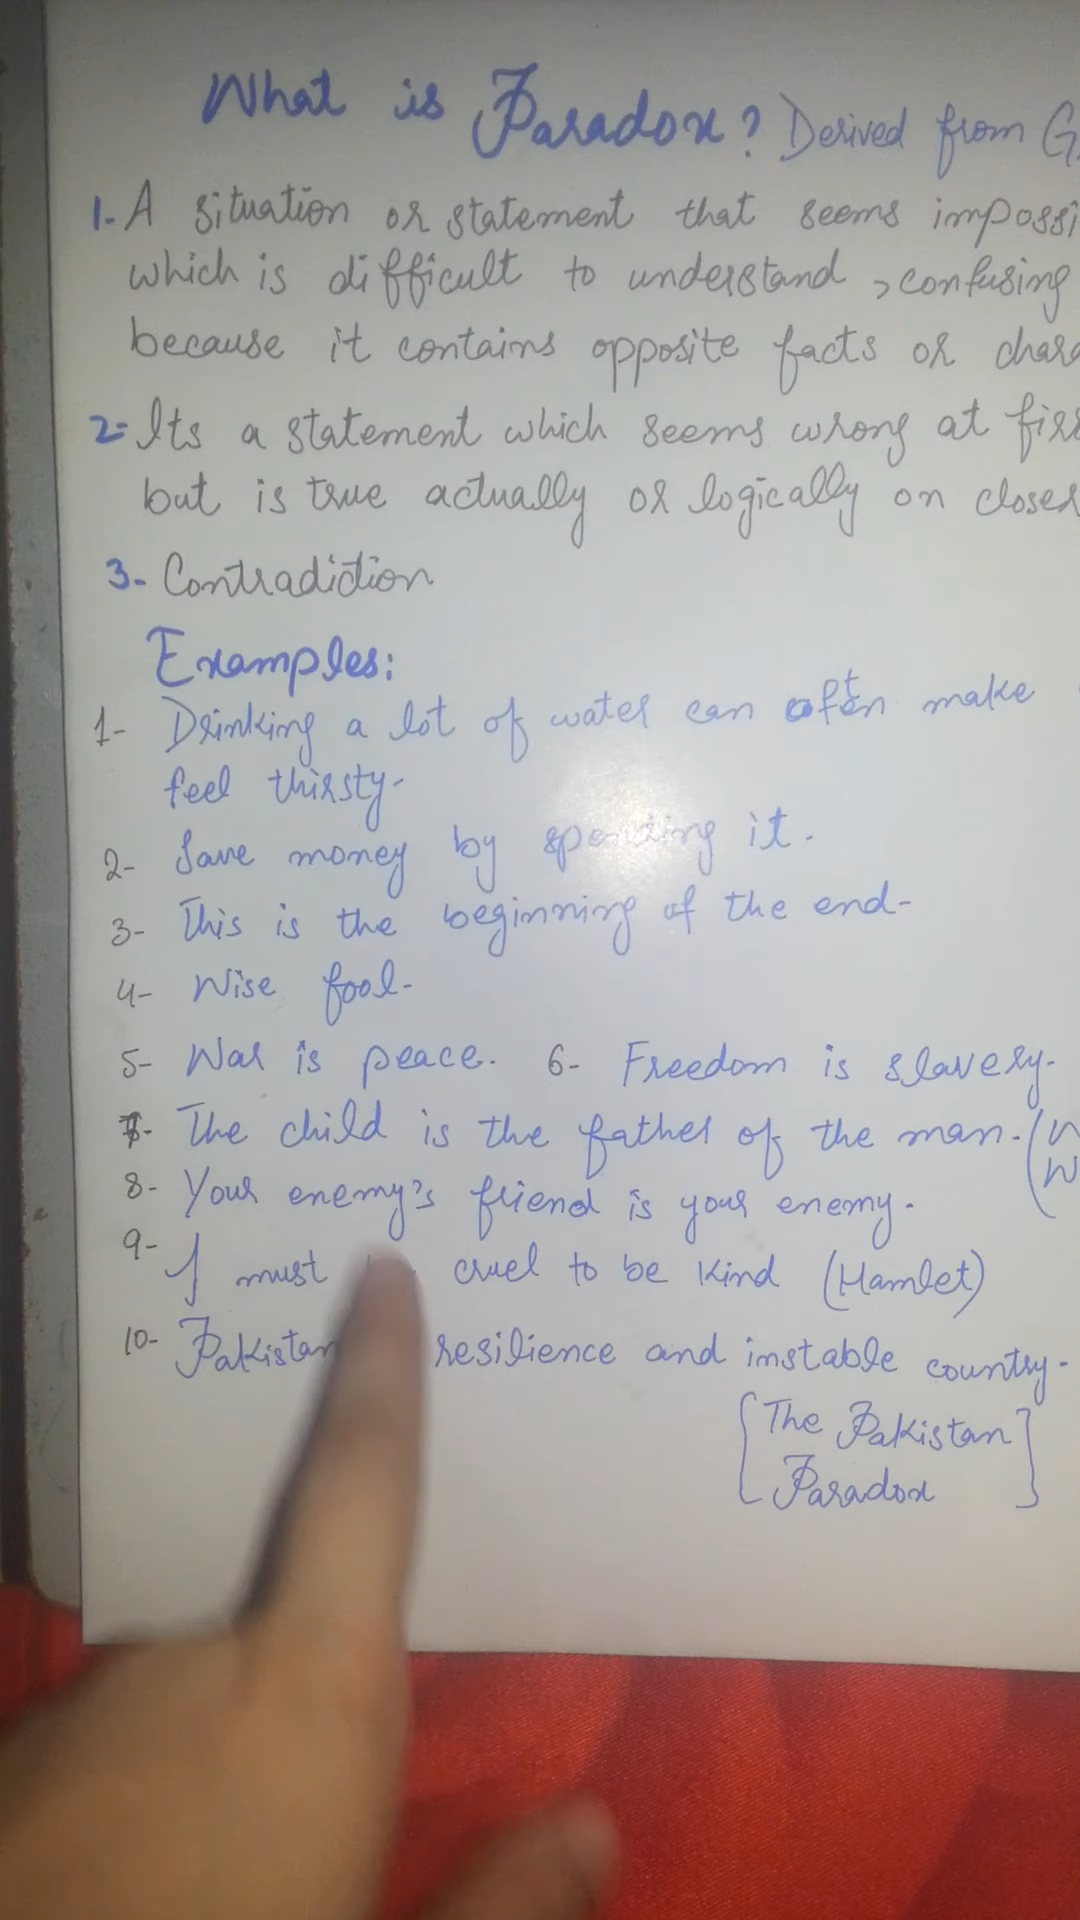 What is Paradox? Derived from G
1- A situation or statement that seems impossi
which is difficult to understand, confusing
because it contains opposite facts or chara
2- Its a statement which seems wrong at firs
but is true actually or logically on closer
3- Contradiction
Examples:
1- Drinking a lot of water can often make
feel thirsty-
2- Save money by spending it.
3- This is the beginning of the end-
4- Wise fool-
5- War is peace. 6- Freedom is slavery-
7- The child is the father of the man. (W
W
8- Your enemy's friend is your enemy.
9- I must cruel to be kind (Hamlet)
10- Pakistan resilience and instable country-
[The Pakistan
Paradox]